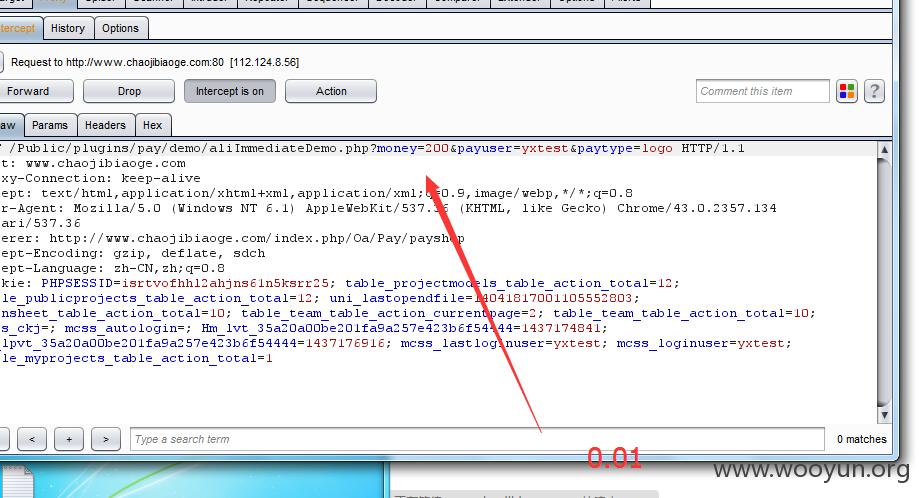 Intercept History Options
Request to http://www.chaojibiaoge.com:80 [112.124.8.56]
Forward Drop Intercept is on Action Comment this item ?
aw Params Headers Hex
/Public/plugins/pay/demo/aliImmediateDemo.php?money=200&payuser=yxtest&paytype=logo HTTP/1.1
t: www.chaojibiaoge.com
xy-Connection: keep-alive
ept: text/html,application/xhtml+xml,application/xml;q=0.9,image/webp,*/*;q=0.8
r-Agent: Mozilla/5.0 (Windows NT 6.1) AppleWebKit/537.36 (KHTML, like Gecko) Chrome/43.0.2357.134
ari/537.36
erer: http://www.chaojibiaoge.com/index.php/Oa/Pay/payshop
ept-Encoding: gzip, deflate, sdch
ept-Language: zh-CN,zh;q=0.8
kie: PHPSESSID=isrtvofhhl2ahjns61n5ksrr25; table_projectmodels_table_action_total=12;
le_publicprojects_table_action_total=12; uni_lastopendfile=14041817001105552803;
nsheet_table_action_total=10; table_team_table_action_currentpage=2; table_team_table_action_total=10;
s_ckj=; mcss_autologin=; Hm_lvt_35a20a00be201fa9a257e423b6f54444=1437174841;
_lpvt_35a20a00be201fa9a257e423b6f54444=1437176916; mcss_lastloginuser=yxtest; mcss_loginuser=yxtest;
le_myprojects_table_action_total=1
< + > Type a search term 0 matches
0.01
www.wooyun.org